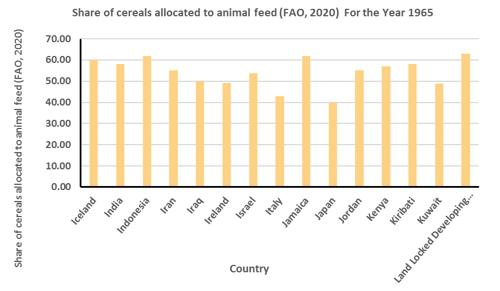 Share of cereals allocated to animal feed (FAO, 2020)  For the Year 1965
Share of cereals allocated to animal feed (FAO, 2020)
70.00
60.00
50.00
40.00
30.00
20.00
10.00
0.00
Iceland
India
Indonesia
Iran
Iraq
Ireland
Israel
Italy
Jamaica
Japan
Jordan
Kenya
Kiribati
Kuwait
Land Locked Developing...
Country